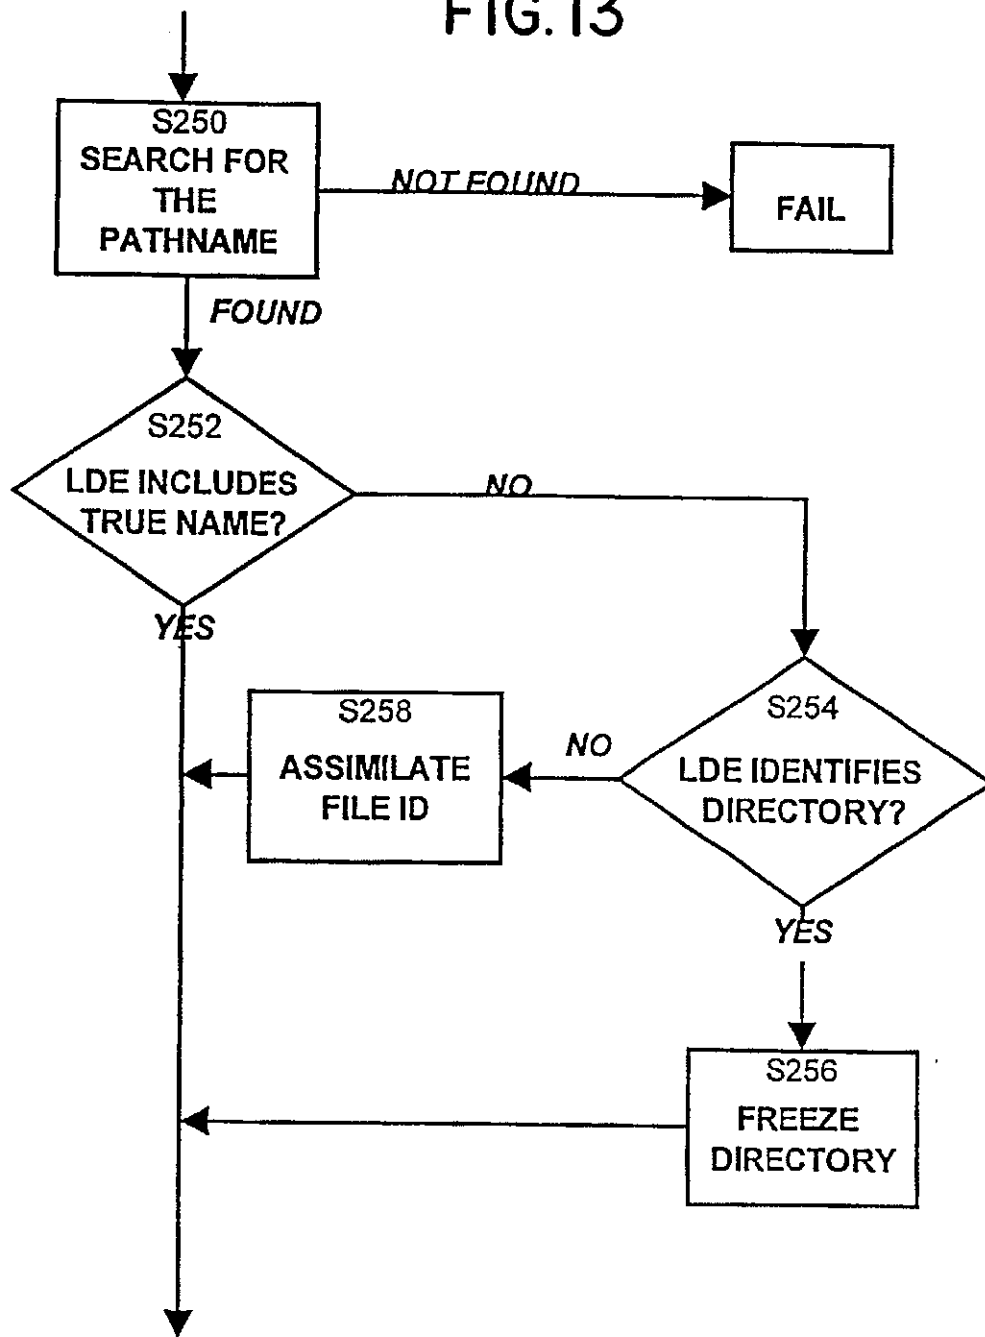 FIG. 13
S250
SEARCH FOR
THE
PATHNAME
NOT FOUND
FAIL
FOUND
S252
LDE INCLUDES
TRUE NAME?
NO
YES
S258
ASSIMILATE
FILE ID
NO
S254
LDE IDENTIFIES
DIRECTORY?
YES
S256
FREEZE
DIRECTORY